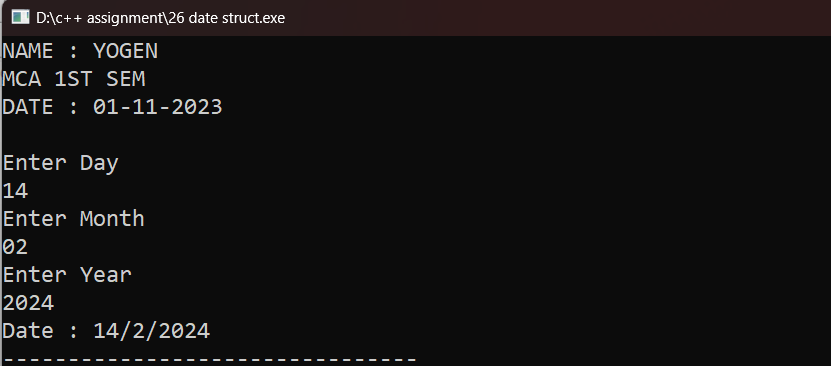 D:\c++ assignment\26 date struct.exe
NAME : YOGEN
MCA 1ST SEM
DATE : 01-11-2023
Enter Day
14
Enter Month
02
Enter Year
2024
Date : 14/2/2024
--------------------------------